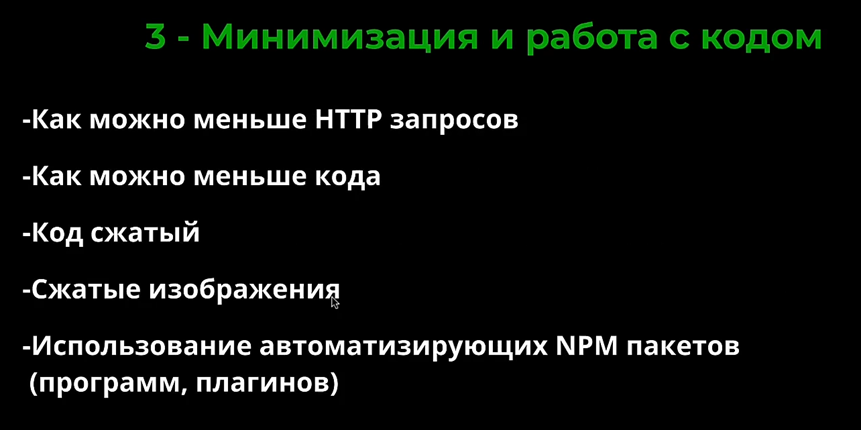 3 - Минимизация и работа с кодом
-Как можно меньше HTTP запросов
-Как можно меньше кода
-Код сжатый
-Сжатые изображения
-Использование автоматизирующих NPM пакетов
(программ, плагинов)